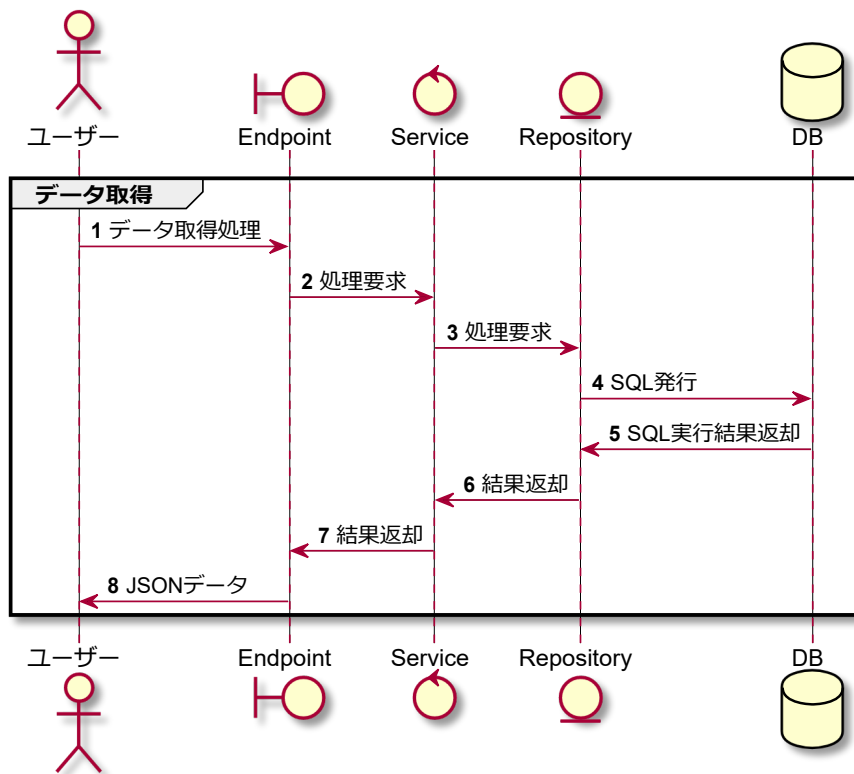 ユーザー Endpoint Service Repository DB
データ取得
1 データ取得処理
2 処理要求
3 処理要求
4 SQL発行
5 SQL実行結果返却
6 結果返却
7 結果返却
8 JSONデータ
ユーザー Endpoint Service Repository DB